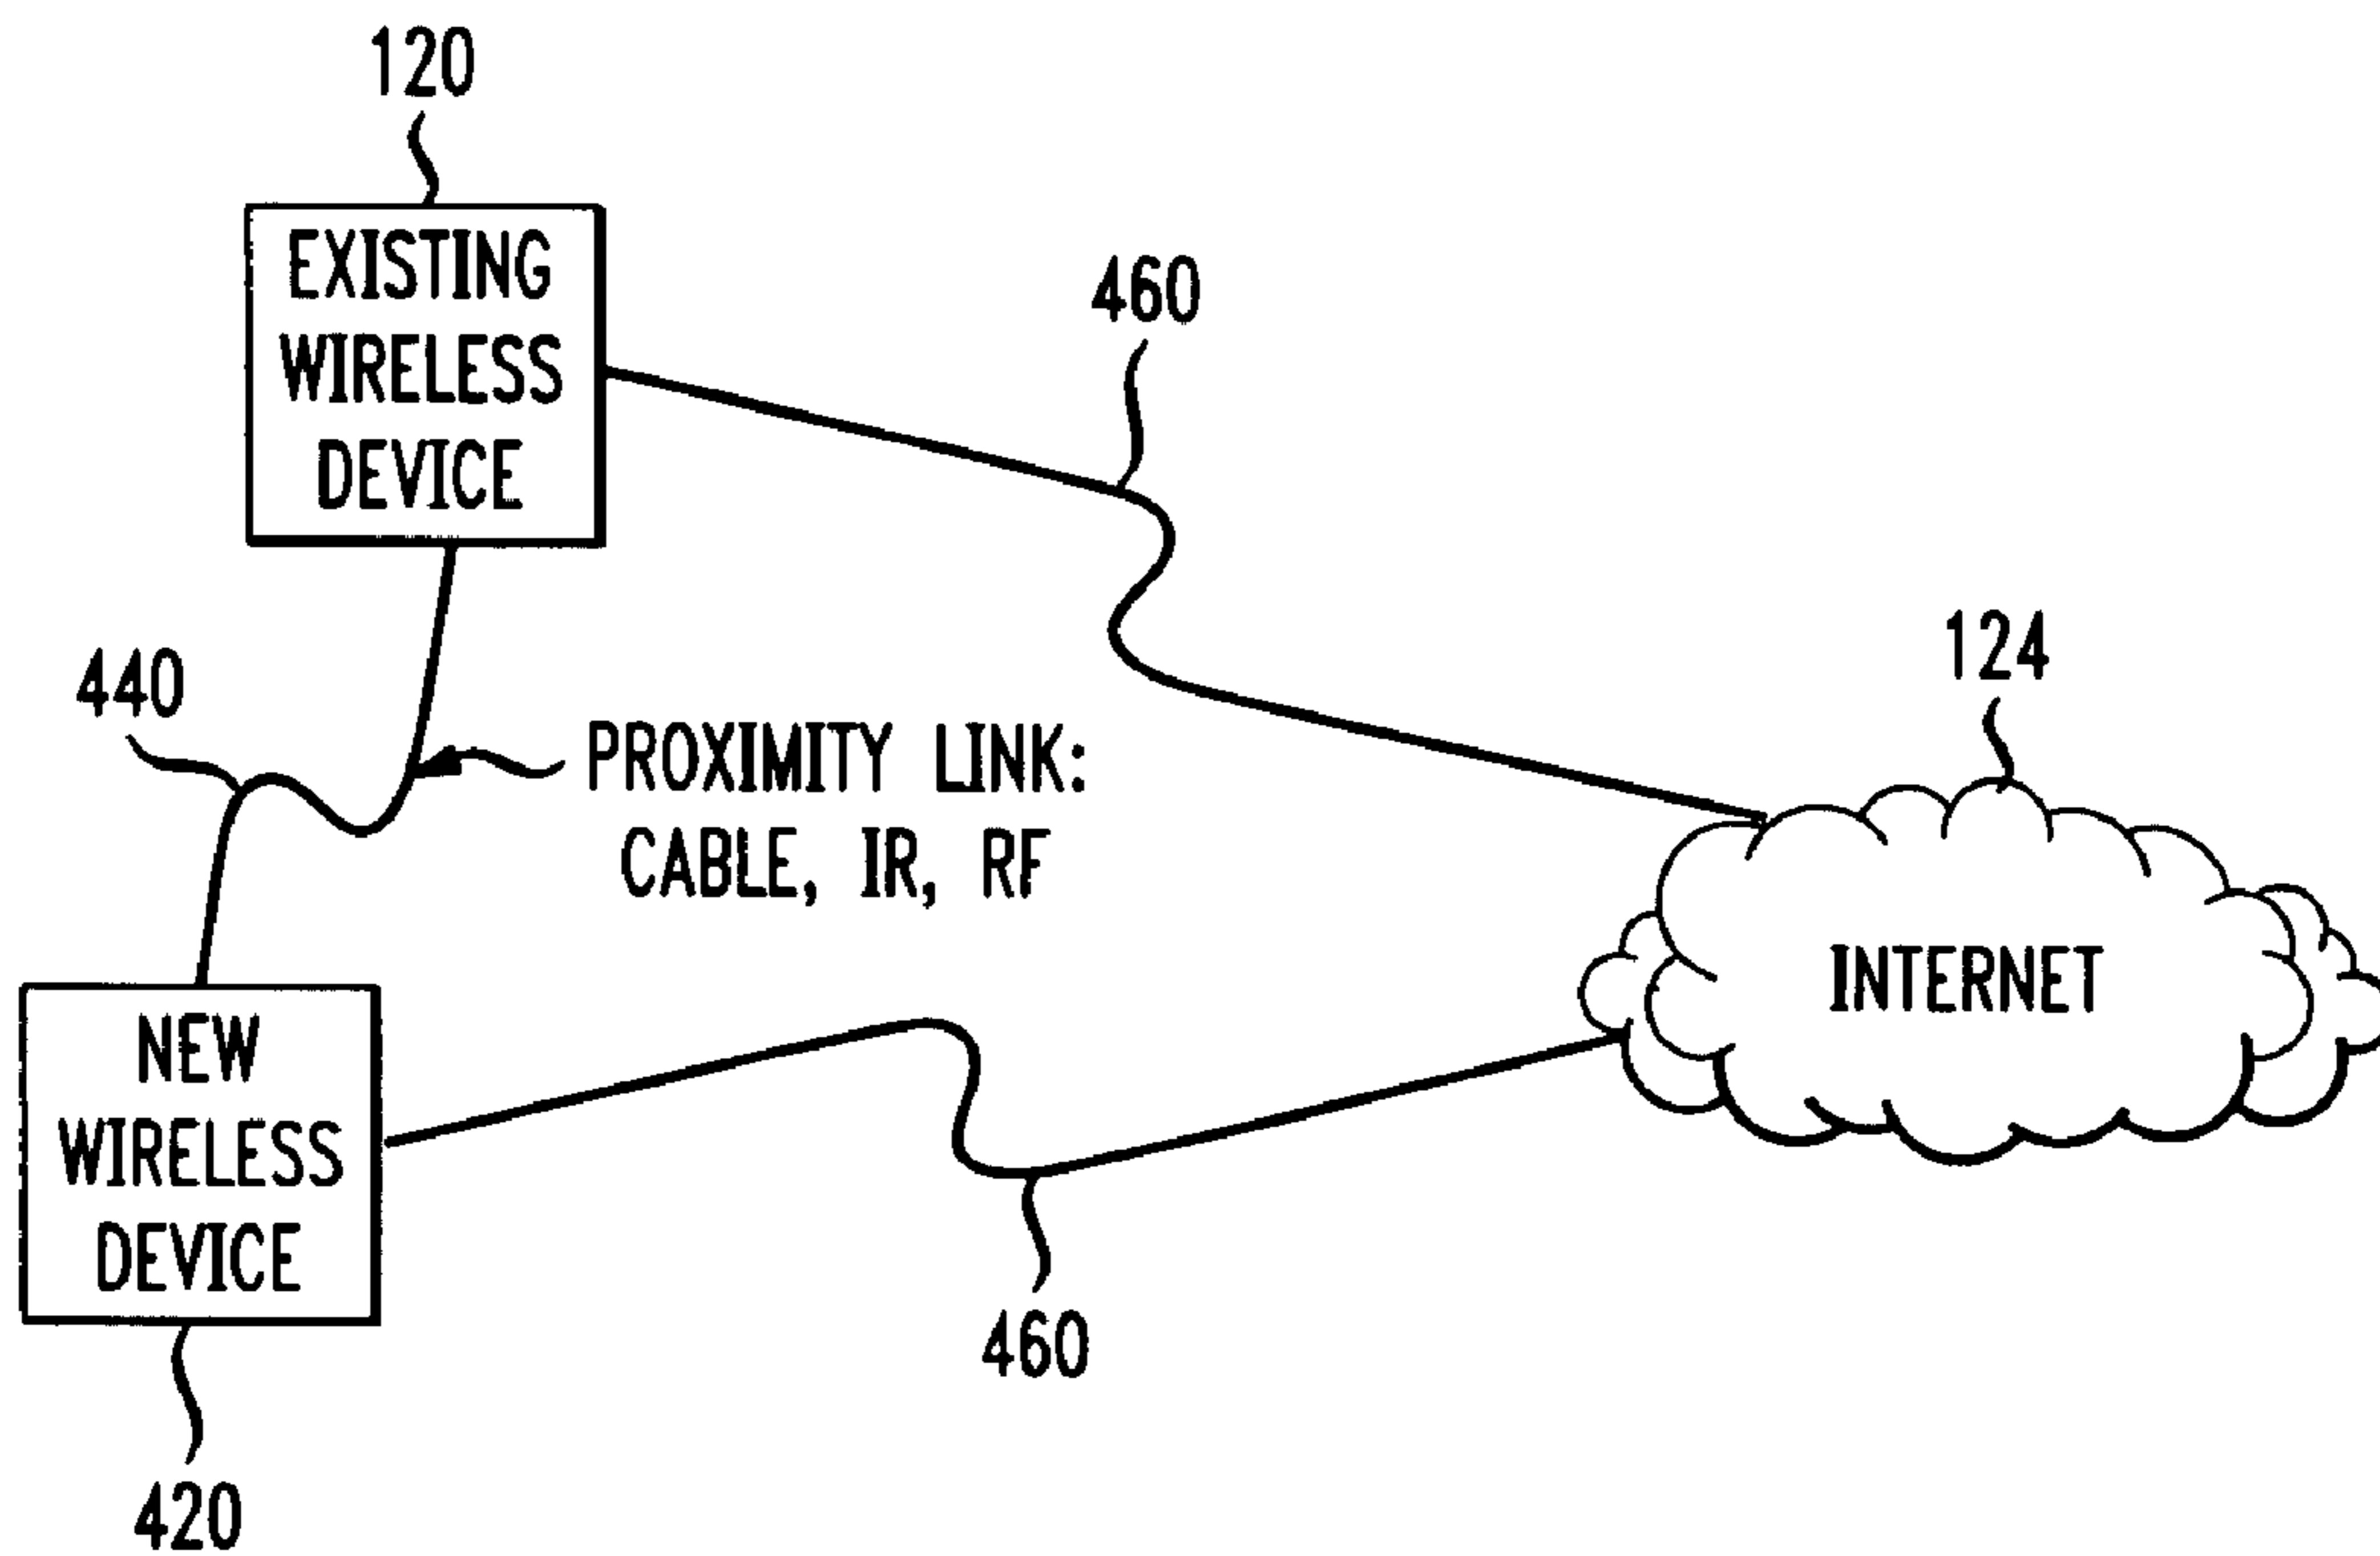 120
EXISTING
WIRELESS
DEVICE
460
440
PROXIMITY LINK:
CABLE, IR, RF
124
INTERNET
NEW
WIRELESS
DEVICE
460
420